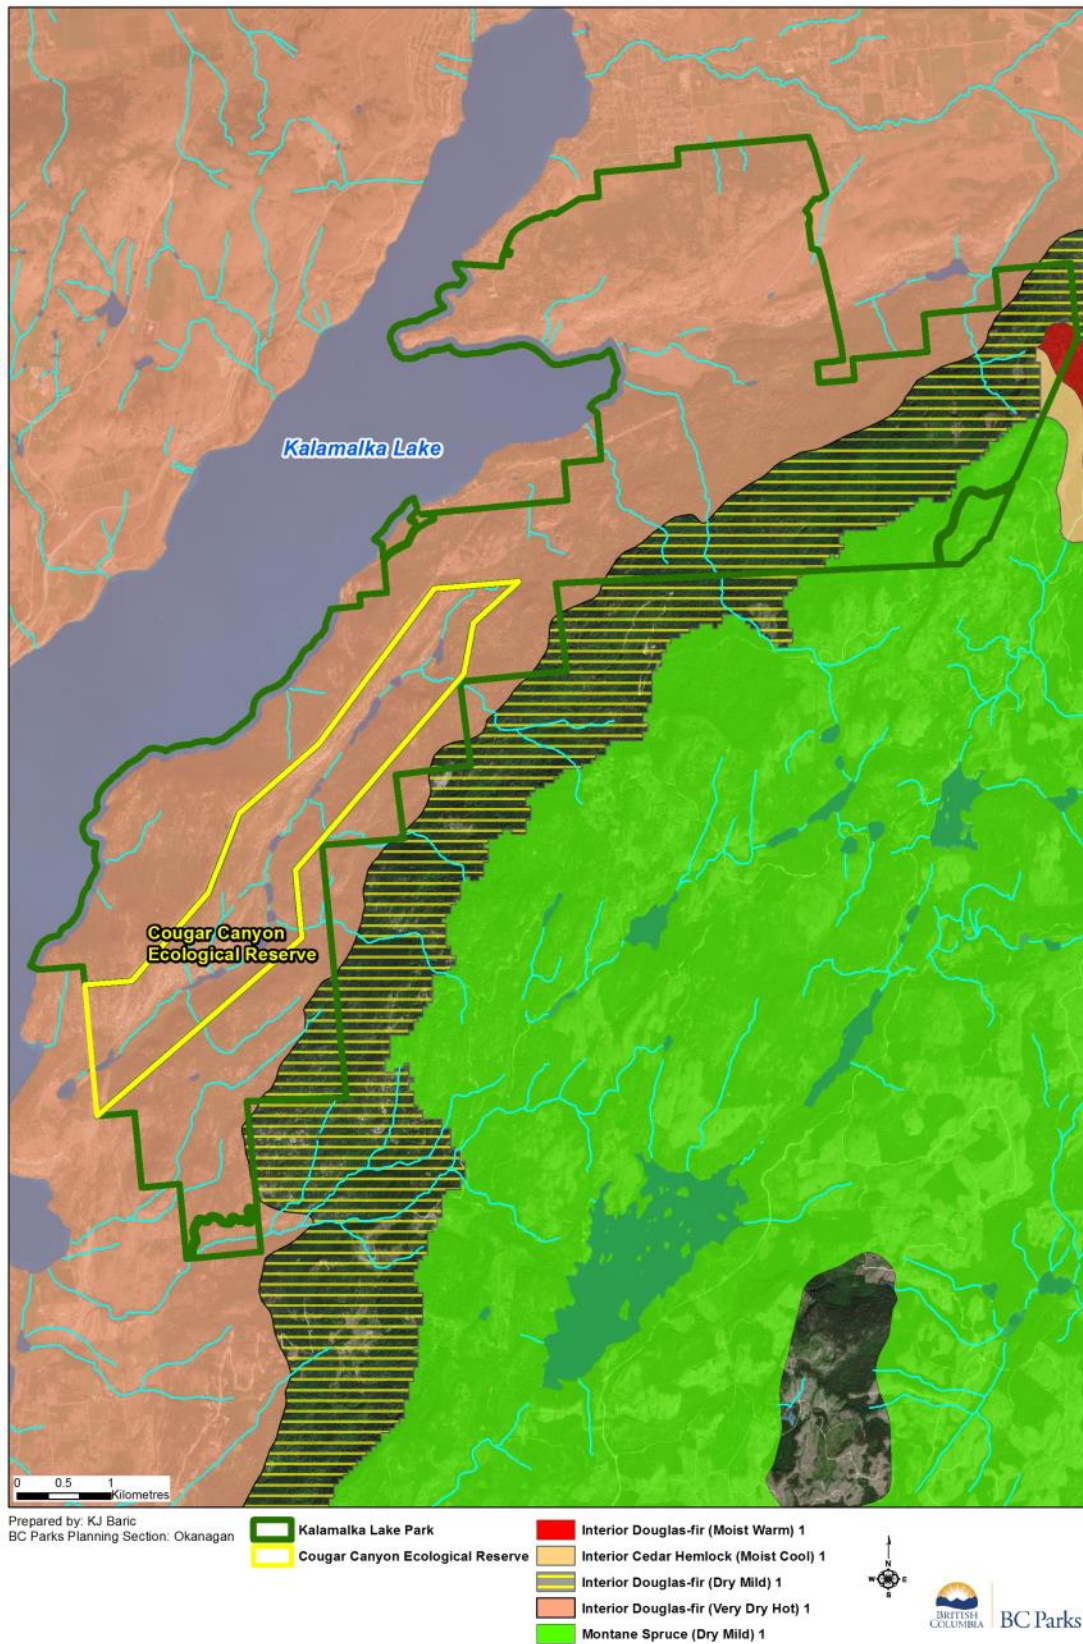 Kalamalka Lake
Cougar Canyon
Ecological Reserve
0 0.5 1
Kilometres
Prepared by: KJ Baric
BC Parks Planning Section: Okanagan
Kalamalka Lake Park
Cougar Canyon Ecological Reserve
Interior Douglas-fir (Moist Warm) 1
Interior Cedar Hemlock (Moist Cool) 1
Interior Douglas-fir (Dry Mild) 1
Interior Douglas-fir (Very Dry Hot) 1
Montane Spruce (Dry Mild) 1
N
W E
S
BRITISH
COLUMBIA
BC Parks